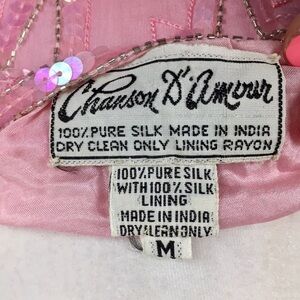 Chanson D'Amour
100% PURE SILK MADE IN INDIA
DRY CLEAN ONLY LINING RAYON
100% PURE SILK
WITH 100% SILK
LINING
MADE IN INDIA
DRY CLEAN ONLY
M